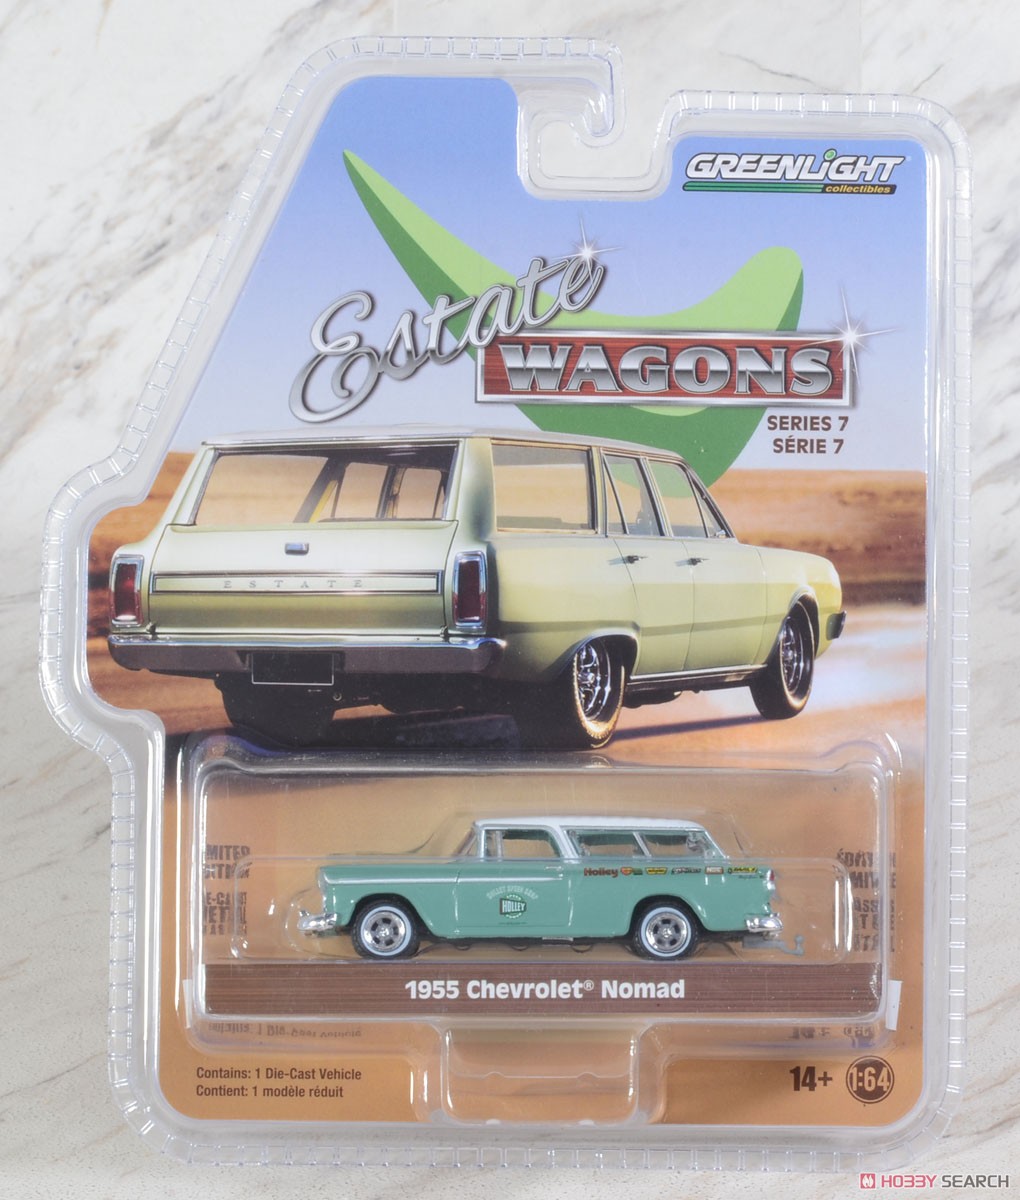 GREENLIGHT
collectibles
Estate
WAGONS
SERIES 7
SÉRIE 7
ESTATE
Holley
HOLLEY
1955 Chevrolet® Nomad
Contains: 1 Die-Cast Vehicle
Contient: 1 modèle réduit
14+
1:64
HOBBY SEARCH